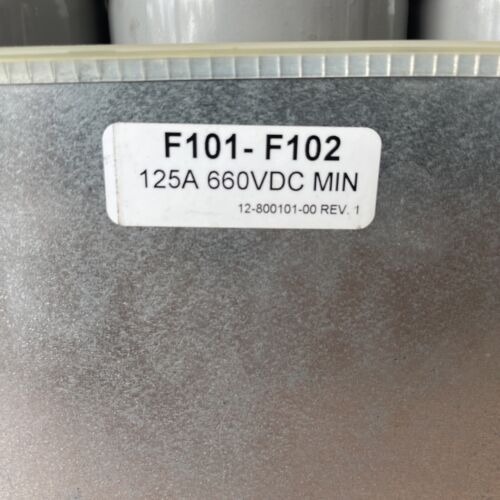 F101- F102
125A 660VDC MIN
12-800101-00 REV. 1